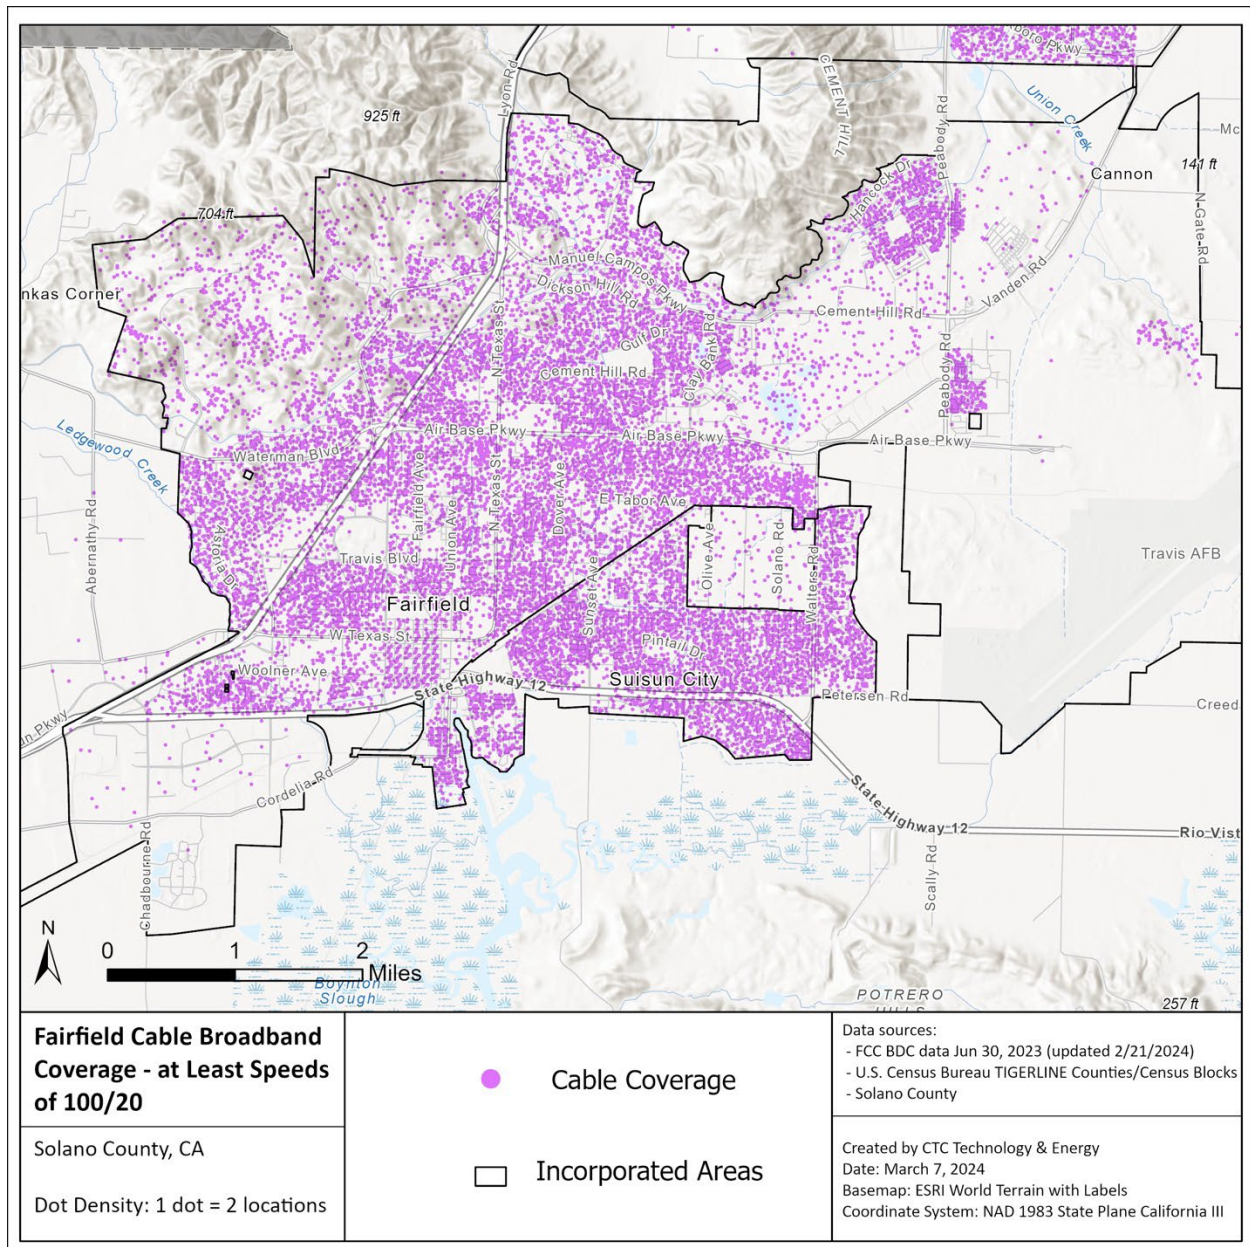 boro Pkwy
Lyon Rd
CEMENT HILL
Peabody Rd
Union Creek
925 ft
Mc
Cannon
141 ft
Hancock Dr
N Gate Rd
704 ft
Manuel Campos Pkwy
Dickson Hill Rd
Vanden Rd
nkas Corner
Cement Hill Rd
N Texas St
Gulf Dr
Clay Bank Rd
Peabody Rd
Cement Hill Rd
Ledgewood Creek
Air Base Pkwy
Air Base Pkwy
Air Base Pkwy
Waterman Blvd
Fairfield Ave
N Texas St
Dover Ave
E Tabor Ave
Abernathy Rd
Union Ave
Astoria Dr
Travis Blvd
Sunset Ave
Olive Ave
Solano Rd
Walters Rd
Travis AFB
Fairfield
W Texas St
Pintail Dr
Woolner Ave
Suisun City
State Highway 12
Petersen Rd
Creed
un Pkwy
Cordelia Rd
State Highway 12
Rio Vist
Chadbourne Rd
Scally Rd
N
0 1 2
Miles
Boynton
Slough
POTRERO
HILLS
257 ft
Fairfield Cable Broadband
Coverage - at Least Speeds
of 100/20
Solano County, CA
Dot Density: 1 dot = 2 locations
Cable Coverage
Incorporated Areas
Data sources:
- FCC BDC data Jun 30, 2023 (updated 2/21/2024)
- U.S. Census Bureau TIGERLINE Counties/Census Blocks
- Solano County
Created by CTC Technology & Energy
Date: March 7, 2024
Basemap: ESRI World Terrain with Labels
Coordinate System: NAD 1983 State Plane California III